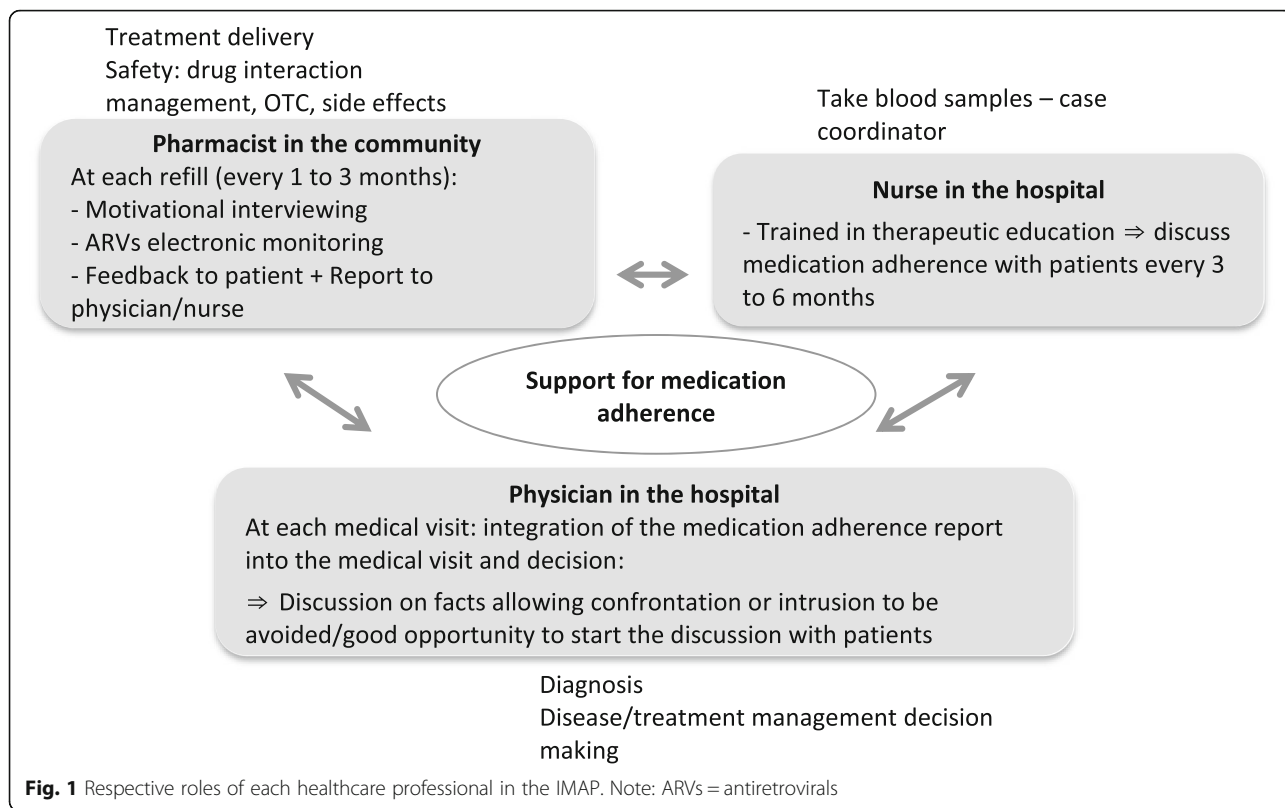 Treatment delivery
Safety: drug interaction
management, OTC, side effects
Pharmacist in the community
At each refill (every 1 to 3 months):
- Motivational interviewing
- ARVs electronic monitoring
- Feedback to patient + Report to
physician/nurse
Take blood samples – case
coordinator
Nurse in the hospital
- Trained in therapeutic education ⇒ discuss
medication adherence with patients every 3
to 6 months
Support for medication
adherence
Physician in the hospital
At each medical visit: integration of the medication adherence report
into the medical visit and decision:
⇒ Discussion on facts allowing confrontation or intrusion to be
avoided/good opportunity to start the discussion with patients
Diagnosis
Disease/treatment management decision
making
Fig. 1 Respective roles of each healthcare professional in the IMAP. Note: ARVs = antiretrovirals